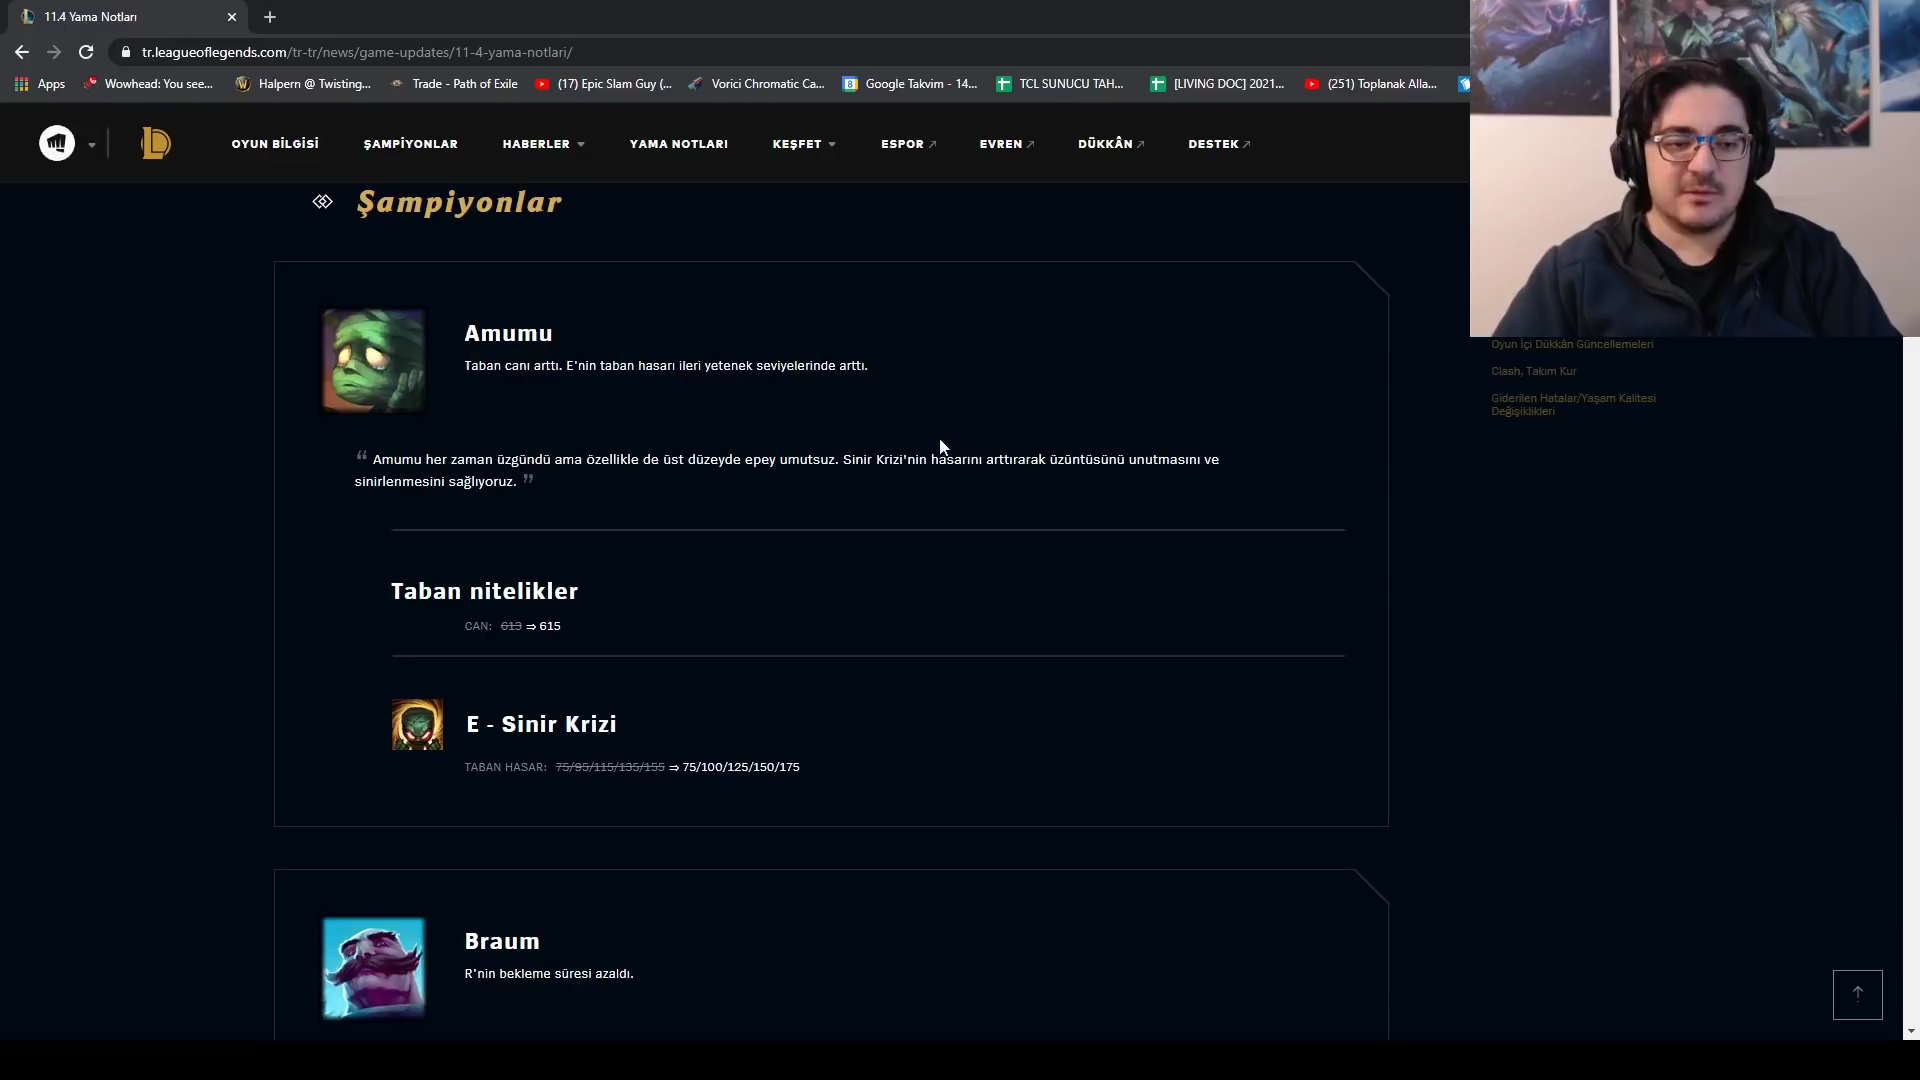 11.4 Yama Notları
tr.leagueoflegends.com/tr-tr/news/game-updates/11-4-yama-notlari/
Apps
Wowhead: You see...
Halpern @ Twisting...
Trade - Path of Exile
(17) Epic Slam Guy (...
Vorici Chromatic Ca...
8
Google Takvim - 14...
TCL SUNUCU TAH...
[LIVING DOC] 2021...
(251) Toplanak Alla...
OYUN BİLGİSİ
ŞAMPİYONLAR
HABERLER
YAMA NOTLARI
KEŞFET
ESPOR
EVREN
DÜKKÂN
DESTEK
Şampiyonlar
Amumu
Taban canı arttı. E'nin taban hasarı ileri yetenek seviyelerinde arttı.
“ Amumu her zaman üzgündü ama özellikle de üst düzeyde epey umutsuz. Sinir Krizi'nin hasarını arttırarak üzüntüsünü unutmasını ve
sinirlenmesini sağlıyoruz. ”
Taban nitelikler
CAN: 613 ⇒ 615
E - Sinir Krizi
TABAN HASAR: 75/95/115/135/155 ⇒ 75/100/125/150/175
Braum
R'nin bekleme süresi azaldı.
Oyun İçi Dükkân Güncellemeleri
Clash, Takım Kur
Giderilen Hatalar/Yaşam Kalitesi
Değişiklikleri